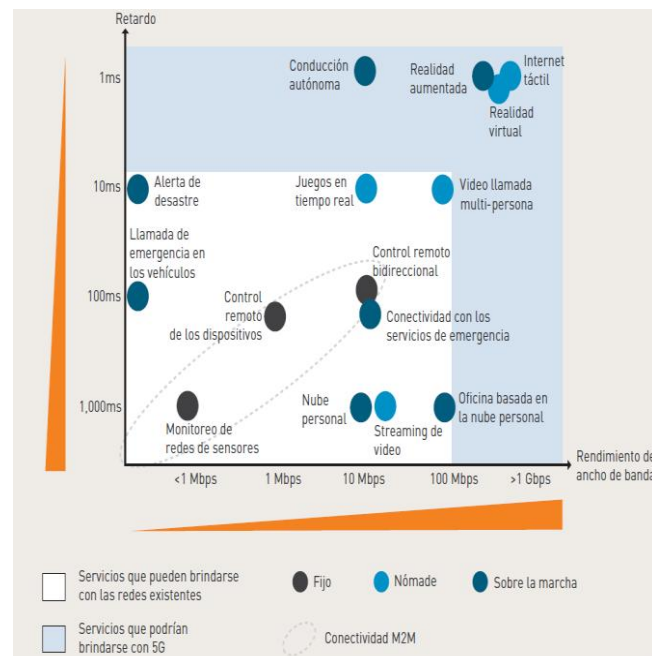 Retardo
1ms
Conducción
autónoma
Realidad
aumentada
Internet
táctil
Realidad
virtual
10ms
Alerta de
desastre
Juegos en
tiempo real
Video llamada
multi-persona
Llamada de
emergencia en
los vehículos
Control remoto
bidireccional
100ms
Control
remoto
de los dispositivos
Conectividad con los
servicios de emergencia
1,000ms
Monitoreo de
redes de sensores
Nube
personal
Streaming de
video
Oficina basada en
la nube personal
<1 Mbps
1 Mbps
10 Mbps
100 Mbps
>1 Gbps
Rendimiento de
ancho de banda
Servicios que pueden brindarse
con las redes existentes
Fijo
Nómade
Sobre la marcha
Servicios que podrían
brindarse con 5G
Conectividad M2M